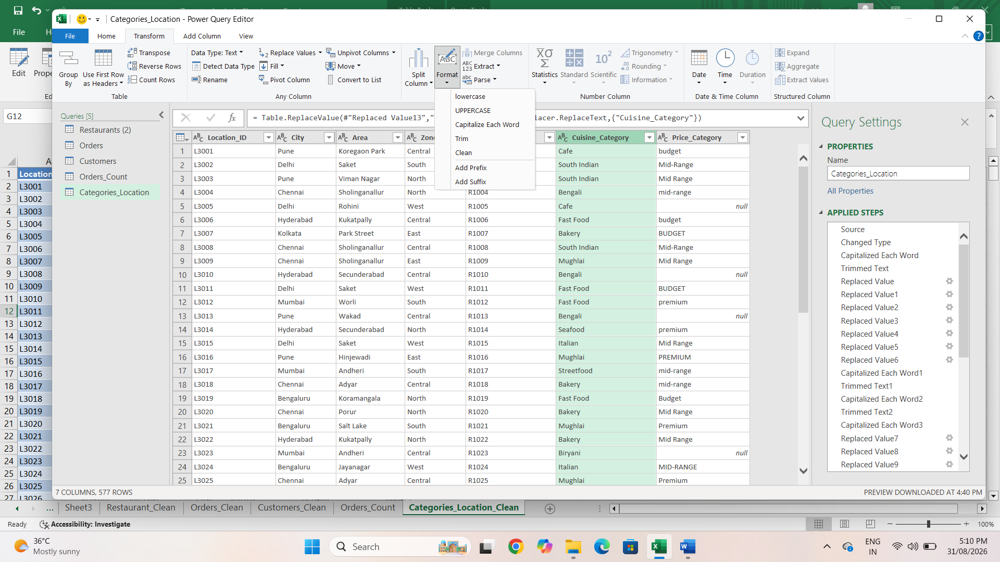 Categories_Location - Power Query Editor
File
Home
Transform
Add Column
View
File
Edit
Group By
Use First Row as Headers
Transpose
Reverse Rows
Count Rows
Table
Data Type: Text
Detect Data Type
Rename
Replace Values
Fill
Pivot Column
Unpivot Columns
Move
Convert to List
Any Column
Split Column
Format
Merge Columns
Extract
Parse
Statistics
Standard
Scientific
Trigonometry
Rounding
Information
Number Column
Date
Time
Duration
Date & Time Column
Expand
Aggregate
Extract Values
Structured Column
lowercase
UPPERCASE
Capitalize Each Word
Trim
Clean
Add Prefix
Add Suffix
G12
Queries [5]
Restaurants (2)
Orders
Customers
Orders_Count
Categories_Location
fx
= Table.ReplaceValue(#"Replaced Value13","
lacer.ReplaceText,{"Cuisine_Category"})
Location_ID City Area Cuisine_Category Price_Category
1 L3001 Pune Koregaon Park Central Cafe budget
2 L3002 Delhi Saket South South Indian Mid-Range
3 L3003 Pune Viman Nagar North South Indian Mid Range
4 L3004 Chennai Sholinganallur North R1004 Bengali mid-range
5 L3005 Delhi Rohini West R1005 Cafe null
6 L3006 Hyderabad Kukatpally Central R1006 Fast Food budget
7 L3007 Kolkata Park Street East R1007 Bakery BUDGET
8 L3008 Chennai Sholinganallur Central R1008 South Indian Mid-Range
9 L3009 Chennai Sholinganallur East R1009 Mughlai Mid Range
10 L3010 Hyderabad Secunderabad Central R1010 Bengali null
11 L3011 Delhi Saket West R1011 Fast Food BUDGET
12 L3012 Mumbai Worli South R1012 Fast Food premium
13 L3013 Pune Wakad Central R1013 Bengali null
14 L3014 Hyderabad Secunderabad North R1014 Seafood premium
15 L3015 Delhi Saket West R1015 Italian Mid Range
16 L3016 Pune Hinjewadi East R1016 Mughlai PREMIUM
17 L3017 Mumbai Andheri South R1017 Streetfood mid-range
18 L3018 Chennai Adyar Central R1018 Bakery mid-range
19 L3019 Bengaluru Koramangala North R1019 Fast Food Budget
20 L3020 Chennai Porur North R1020 Bakery Mid Range
21 L3021 Bengaluru Salt Lake South R1021 Mughlai Premium
22 L3022 Hyderabad Kukatpally North R1022 Bakery Mid Range
23 L3023 Mumbai Andheri Central R1023 Biryani null
24 L3024 Bengaluru Jayanagar West R1024 Italian MID-RANGE
25 L3025 Chennai Adyar Central R1025 Mughlai Premium
7 COLUMNS, 577 ROWS
PREVIEW DOWNLOADED AT 4:40 PM
Query Settings
PROPERTIES
Name
Categories_Location
All Properties
APPLIED STEPS
Source
Changed Type
Capitalized Each Word
Trimmed Text
Replaced Value
Replaced Value1
Replaced Value2
Replaced Value3
Replaced Value4
Replaced Value5
Replaced Value6
Capitalized Each Word1
Trimmed Text1
Capitalized Each Word2
Trimmed Text2
Capitalized Each Word3
Replaced Value7
Replaced Value8
Replaced Value9
A
1 Location
2 L3001
3 L3002
4 L3003
5 L3004
6 L3005
7 L3006
8 L3007
9 L3008
10 L3009
11 L3010
12 L3011
13 L3012
14 L3013
15 L3014
16 L3015
17 L3016
18 L3017
19 L3018
20 L3019
21 L3020
22 L3021
23 L3022
24 L3023
25 L3024
26 L3025
27 L3026
... Sheet3 Restaurant_Clean Orders_Clean Customers_Clean Orders_Count Categories_Location_Clean
Ready
Accessibility: Investigate
100%
36°C
Mostly sunny
Search
ENG
IN
5:10 PM
31/08/2026